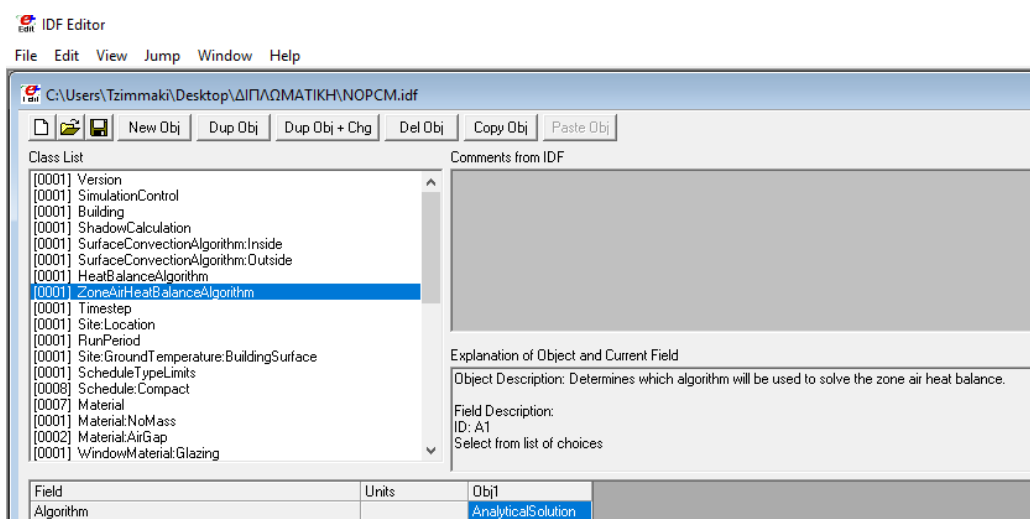 IDF Editor
File Edit View Jump Window Help
C:\Users\Tzimmaki\Desktop\ΔΙΠΛΩΜΑΤΙΚΗ\NOPCM.idf
New Obj Dup Obj Dup Obj + Chg Del Obj Copy Obj Paste Obj
Class List
[0001] Version
[0001] SimulationControl
[0001] Building
[0001] ShadowCalculation
[0001] SurfaceConvectionAlgorithm:Inside
[0001] SurfaceConvectionAlgorithm:Outside
[0001] HeatBalanceAlgorithm
[0001] ZoneAirHeatBalanceAlgorithm
[0001] Timestep
[0001] Site:Location
[0001] RunPeriod
[0001] Site:GroundTemperature:BuildingSurface
[0001] ScheduleTypeLimits
[0008] Schedule:Compact
[0007] Material
[0001] Material:NoMass
[0002] Material:AirGap
[0001] WindowMaterial:Glazing
Comments from IDF
Explanation of Object and Current Field
Object Description: Determines which algorithm will be used to solve the zone air heat balance.
Field Description:
ID: A1
Select from list of choices
Field Units Obj1
Algorithm AnalyticalSolution